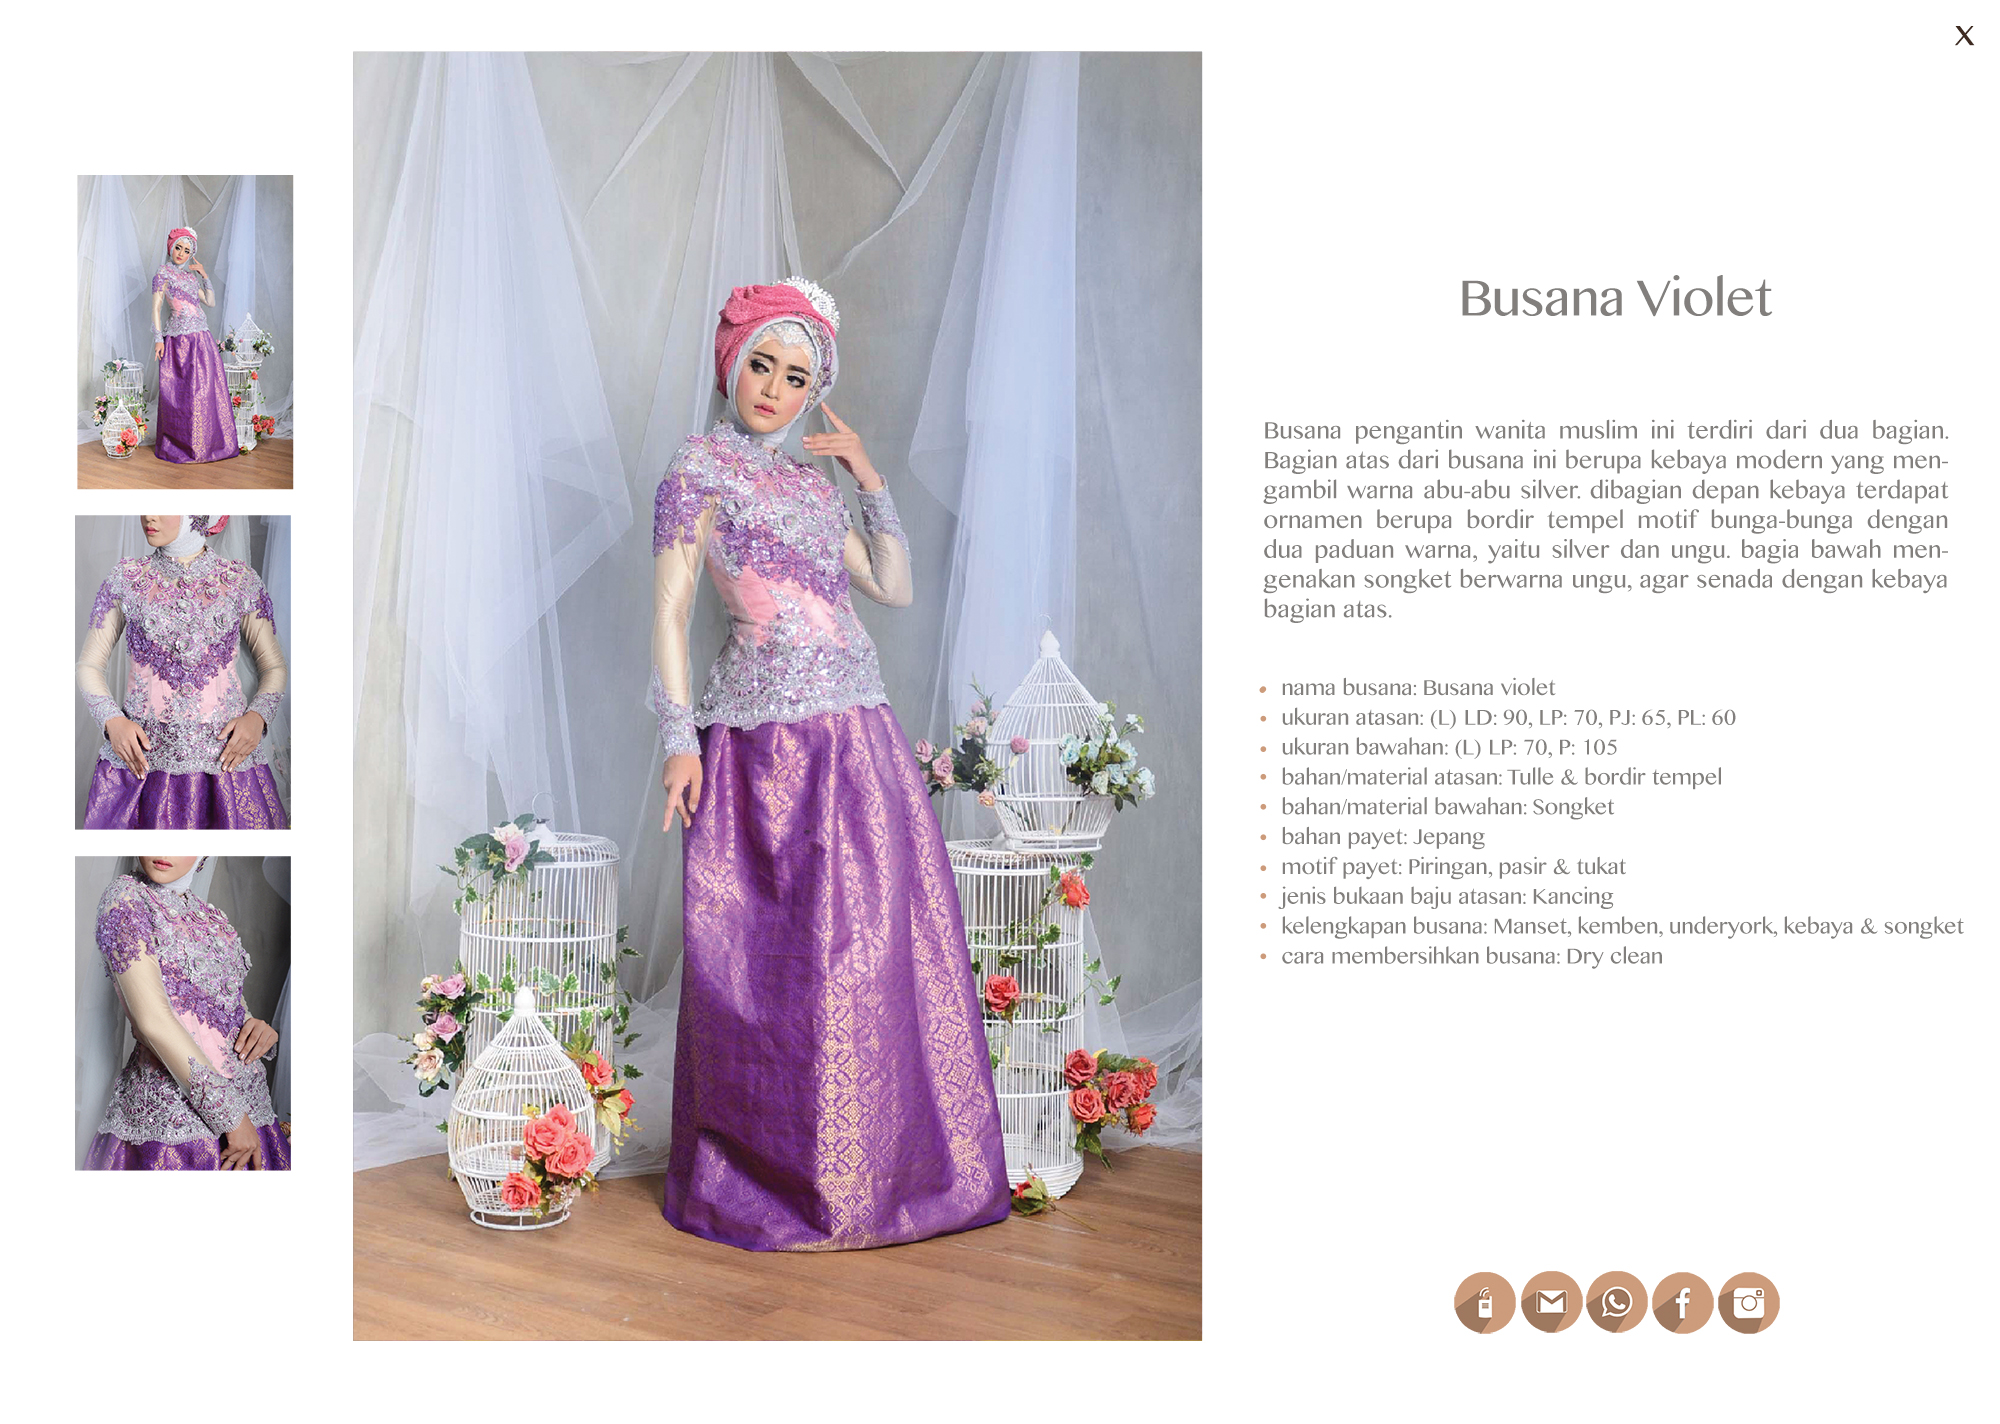 X
Busana Violet
Busana pengantin wanita muslim ini terdiri dari dua bagian.
Bagian atas dari busana ini berupa kebaya modern yang men-
gambil warna abu-abu silver. dibagian depan kebaya terdapat
ornamen berupa bordir tempel motif bunga-bunga dengan
dua paduan warna, yaitu silver dan ungu. bagia bawah men-
genakan songket berwarna ungu, agar senada dengan kebaya
bagian atas.
• nama busana: Busana violet
• ukuran atasan: (L) LD: 90, LP: 70, PJ: 65, PL: 60
• ukuran bawahan: (L) LP: 70, P: 105
• bahan/material atasan: Tulle & bordir tempel
• bahan/material bawahan: Songket
• bahan payet: Jepang
• motif payet: Piringan, pasir & tukat
• jenis bukaan baju atasan: Kancing
• kelengkapan busana: Manset, kemben, underyork, kebaya & songket
• cara membersihkan busana: Dry clean